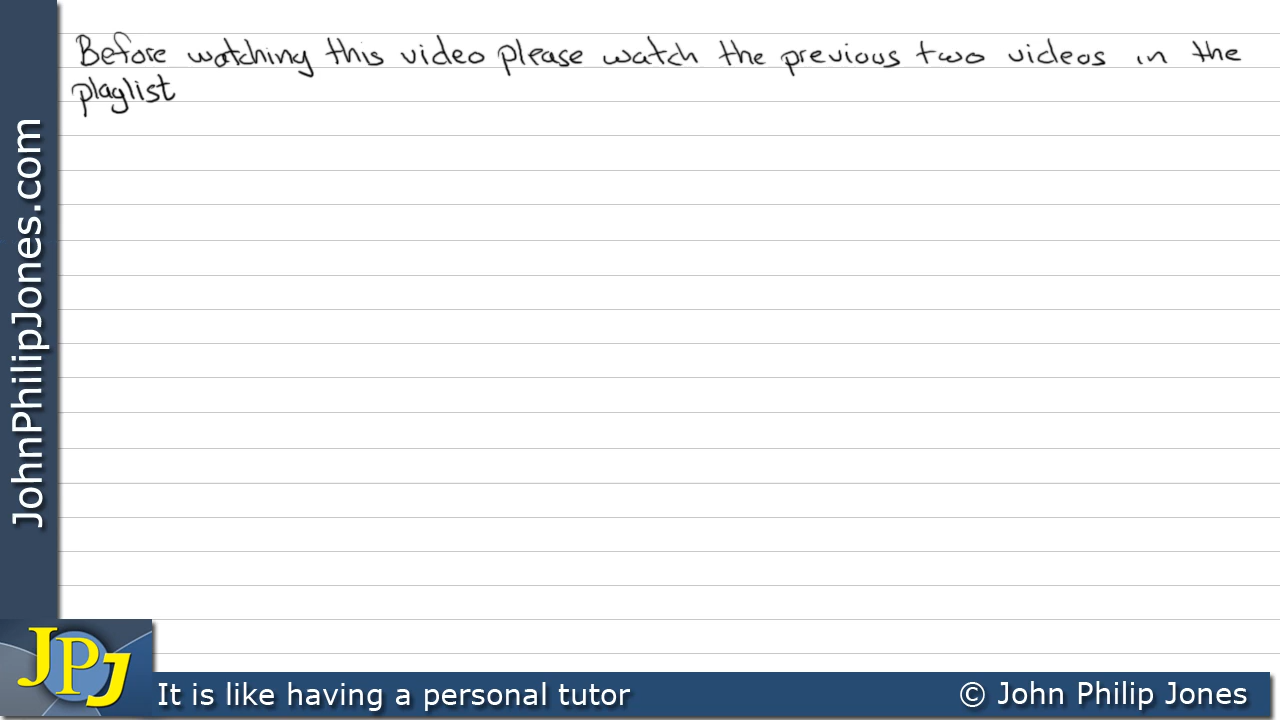 Before watching this video please watch the previous two videos in the
playlist
JohnPhilipJones.com
JPJ
It is like having a personal tutor
© John Philip Jones